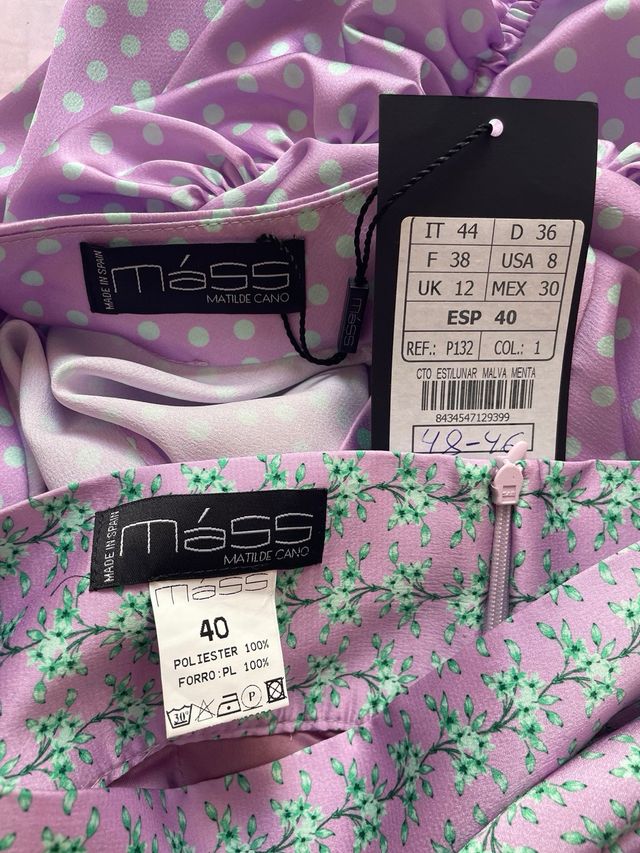 MADE IN SPAIN
máss
MATILDE CANO
máss
IT 44 D 36
F 38 USA 8
UK 12 MEX 30
ESP 40
REF.: P132 COL.: 1
CTO ESTILUNAR MALVA MENTA
8434547129399
48-46
MADE IN SPAIN
máss
MATILDE CANO
máss
40
POLIESTER 100%
FORRO:PL 100%
30° P